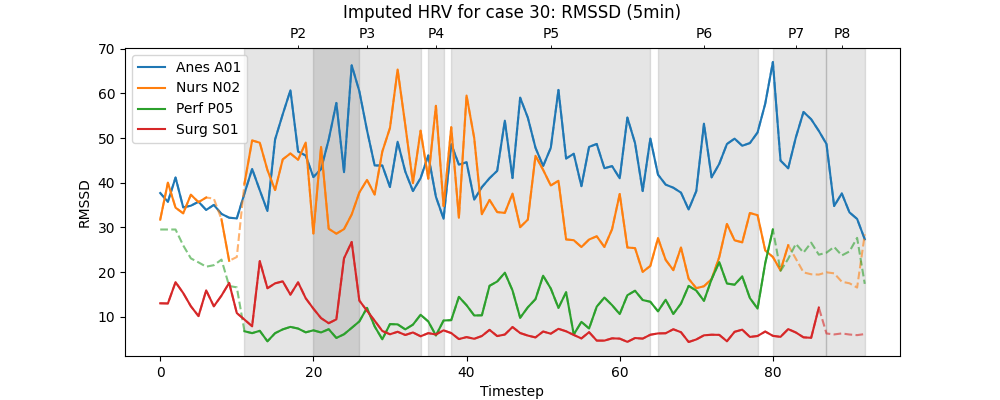 Imputed HRV for case 30: RMSSD (5min)
P2 P3 P4 P5 P6 P7 P8
70
60
50
40
30
20
10
RMSSD
Anes A01
Nurs N02
Perf P05
Surg S01
0 20 40 60 80
Timestep